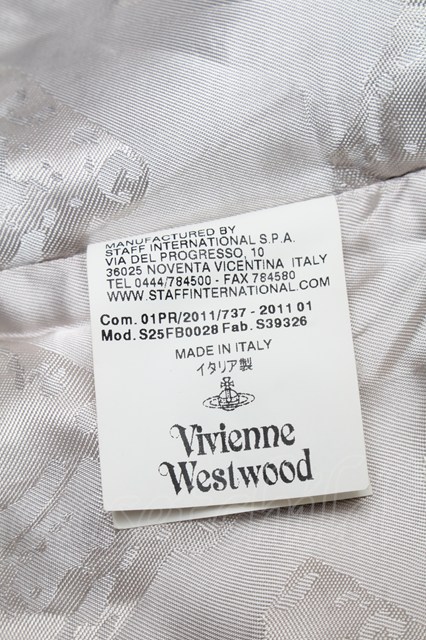 MANUFACTURED BY
STAFF INTERNATIONAL S.P.A.
VIA DEL PROGRESSO, 10
36025 NOVENTA VICENTINA ITALY
TEL 0444/784500 - FAX 784580
WWW.STAFFINTERNATIONAL.COM
Com. 01PR/2011/737 - 2011 01
Mod. S25FB0028 Fab. S39326
MADE IN ITALY
イタリア製
Vivienne
Westwood